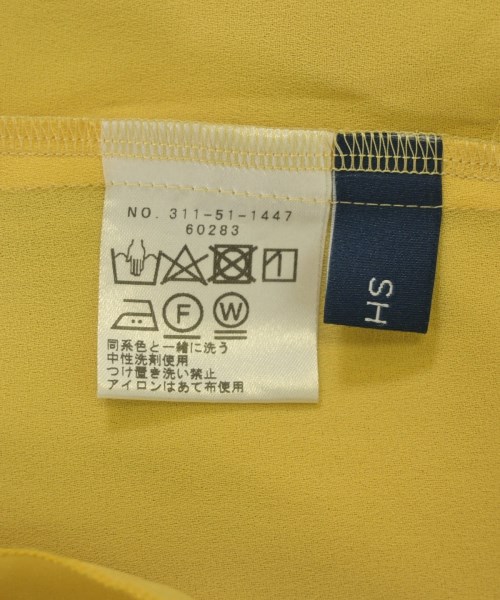 NO. 311-51-1447
60283
F
W
同系色と一緒に洗う
中性洗剤使用
つけ置き洗い禁止
アイロンはあて布使用
HS